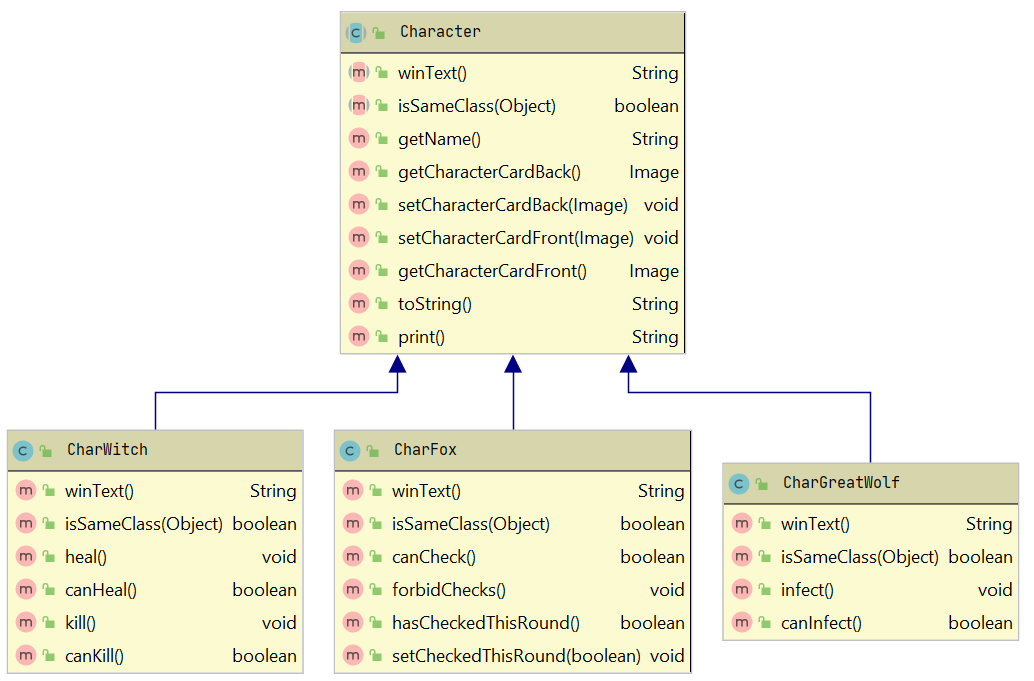 Character
winText() String
isSameClass(Object) boolean
getName() String
getCharacterCardBack() Image
setCharacterCardBack(Image) void
setCharacterCardFront(Image) void
getCharacterCardFront() Image
toString() String
print() String
CharWitch
winText() String
isSameClass(Object) boolean
heal() void
canHeal() boolean
kill() void
canKill() boolean
CharFox
winText() String
isSameClass(Object) boolean
canCheck() boolean
forbidChecks() void
hasCheckedThisRound() boolean
setCheckedThisRound(boolean) void
CharGreatWolf
winText() String
isSameClass(Object) boolean
infect() void
canInfect() boolean